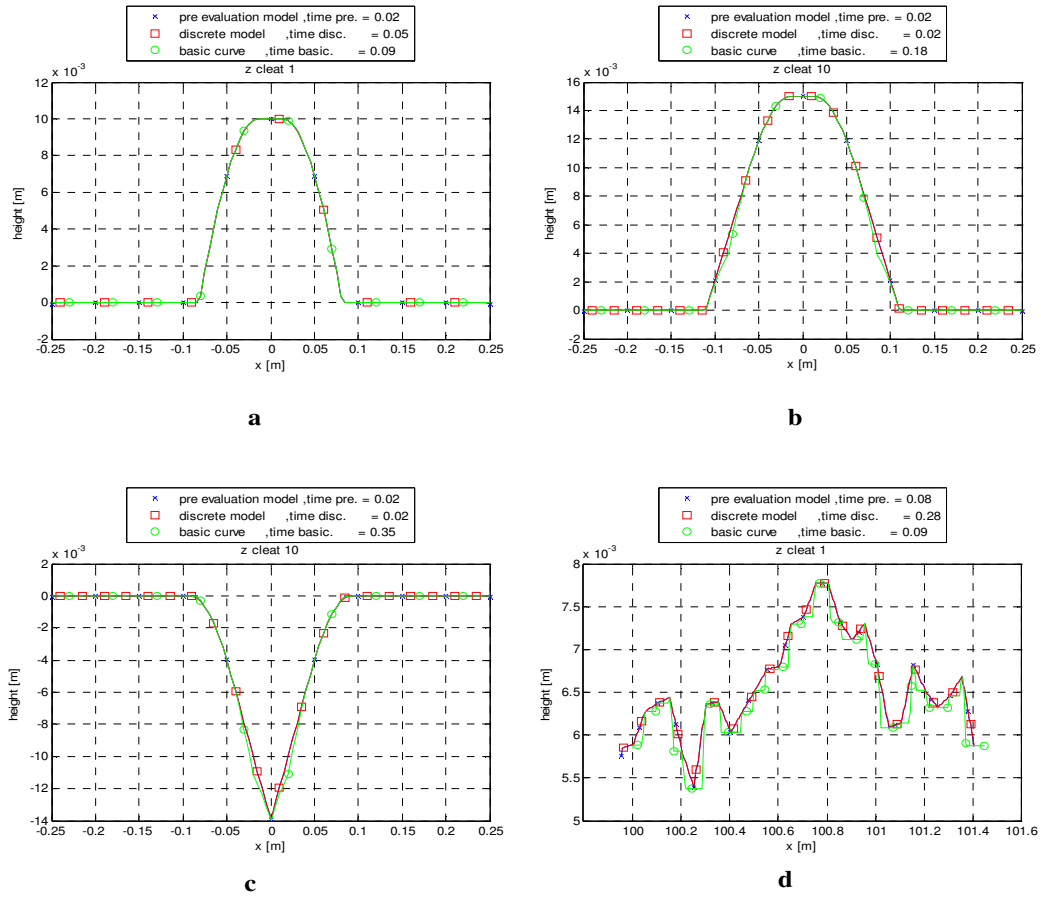 pre evaluation model ,time pre. = 0.02
discrete model ,time disc. = 0.05
basic curve ,time basic. = 0.09
z cleat 1
x 10^-3
12
10
8
6
4
2
0
-2
height [m]
-0.25 -0.2 -0.15 -0.1 -0.05 0 0.05 0.1 0.15 0.2 0.25
x [m]
a
pre evaluation model ,time pre. = 0.02
discrete model ,time disc. = 0.02
basic curve ,time basic. = 0.18
z cleat 10
x 10^-3
16
14
12
10
8
6
4
2
0
-2
height [m]
-0.25 -0.2 -0.15 -0.1 -0.05 0 0.05 0.1 0.15 0.2 0.25
x [m]
b
pre evaluation model ,time pre. = 0.02
discrete model ,time disc. = 0.02
basic curve ,time basic. = 0.35
z cleat 10
x 10^-3
2
0
-2
-4
-6
-8
-10
-12
-14
height [m]
-0.25 -0.2 -0.15 -0.1 -0.05 0 0.05 0.1 0.15 0.2 0.25
x [m]
c
pre evaluation model ,time pre. = 0.08
discrete model ,time disc. = 0.28
basic curve ,time basic. = 0.09
z cleat 1
x 10^-3
8
7.5
7
6.5
6
5.5
5
height [m]
100 100.2 100.4 100.6 100.8 101 101.2 101.4 101.6
x [m]
d